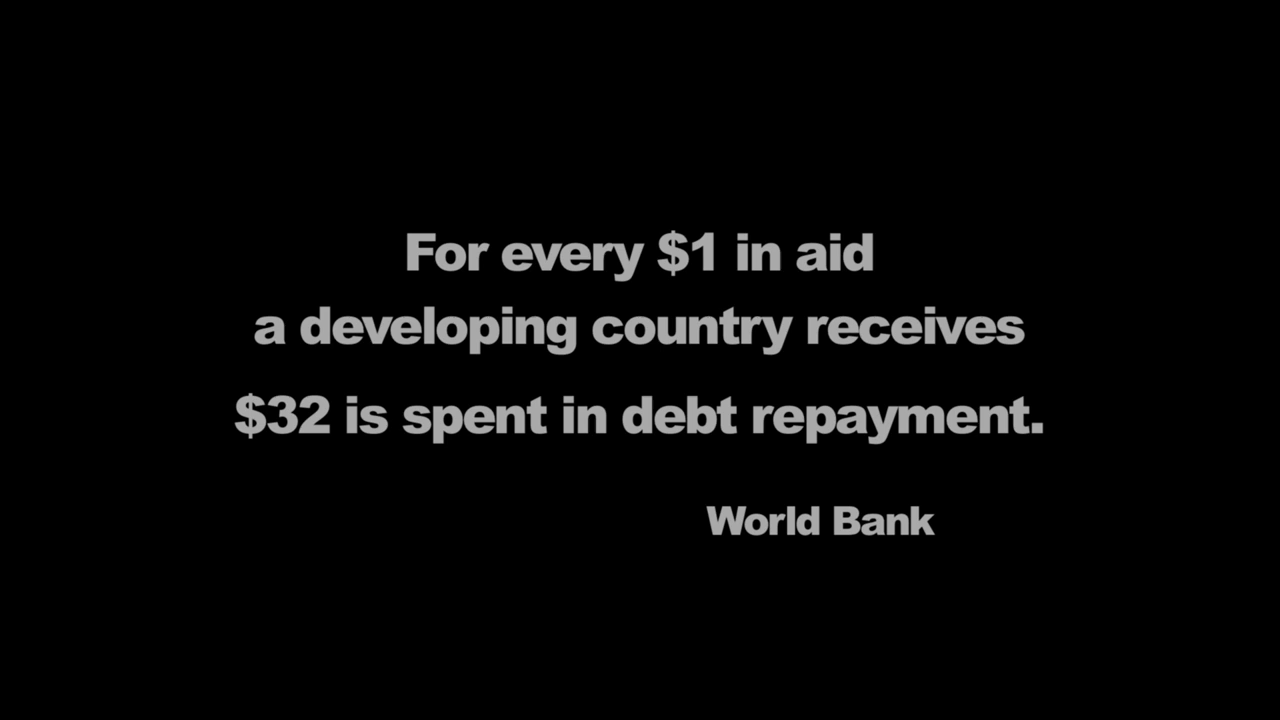 For every $1 in aid
a developing country receives
$32 is spent in debt repayment.
World Bank